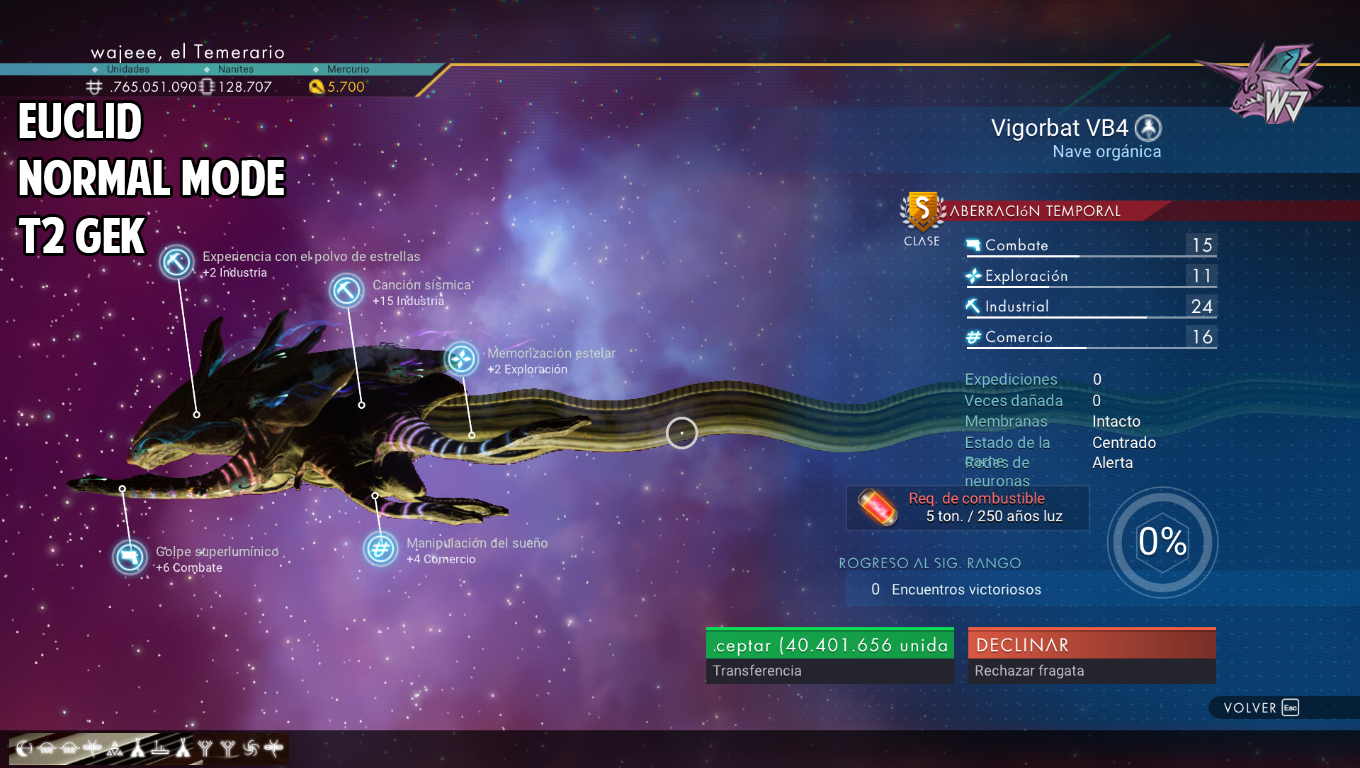 wajeee, el Temerario
Unidades Nanites Mercurio
.765.051.090 128.707 5.700
EUCLID
NORMAL MODE
T2 GEK
WJ
Vigorbat VB4
Nave orgánica
S
CLASE
ABERRACIóN TEMPORAL
Combate 15
Exploración 11
Industrial 24
Comercio 16
Experiencia con el polvo de estrellas
+2 Industria
Canción sísmica
+15 Industria
Memorización estelar
+2 Exploración
Golpe superlumínico
+6 Combate
Manipulación del sueño
+4 Comercio
Expediciones 0
Veces dañada 0
Membranas Intacto
Estado de la Centrado
Redes de Alerta
neuronas
Req. de combustible
5 ton. / 250 años luz
0%
ROGRESO AL SIG. RANGO
0 Encuentros victoriosos
.ceptar (40.401.656 unida
Transferencia
DECLINAR
Rechazar fragata
VOLVER Esc